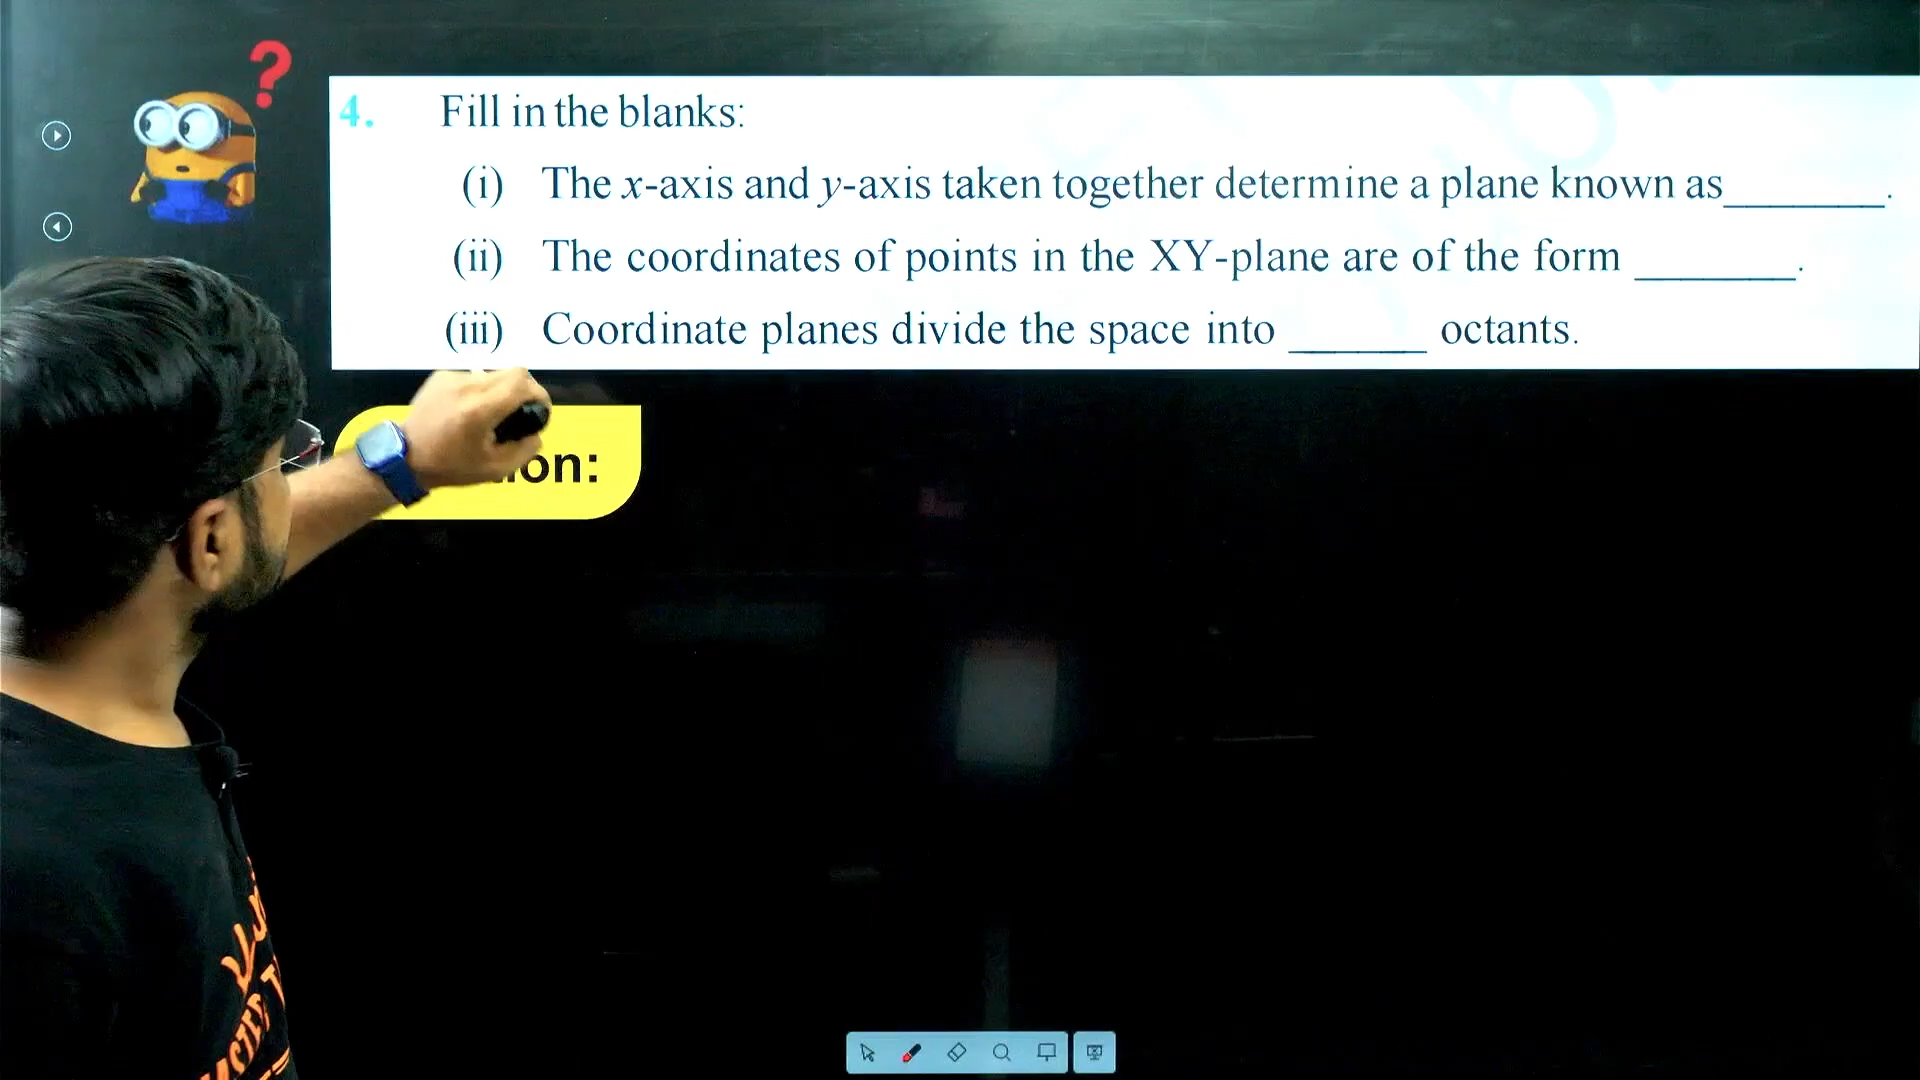 ?
4. Fill in the blanks:
(i) The x-axis and y-axis taken together determine a plane known as_______.
(ii) The coordinates of points in the XY-plane are of the form _______.
(iii) Coordinate planes divide the space into ______ octants.
on: